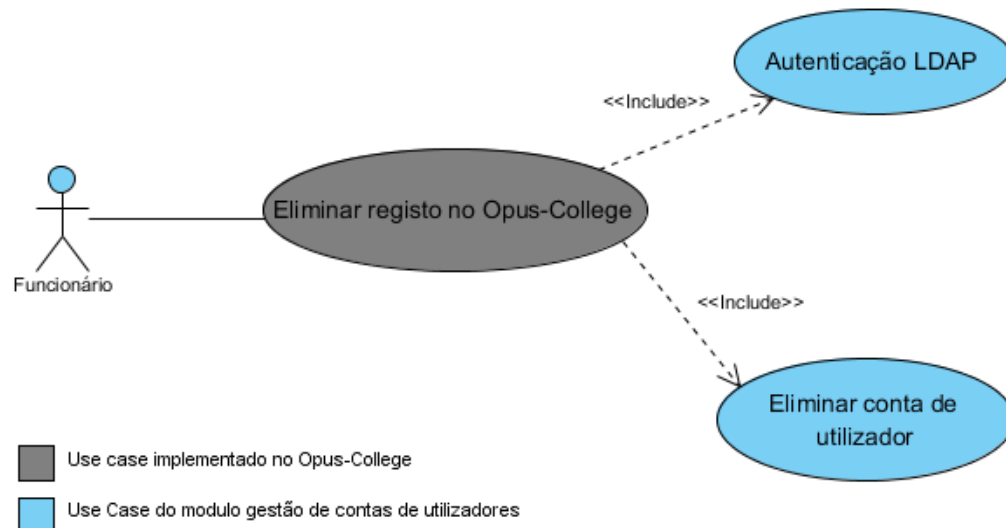 Autenticação LDAP
<<Include>>
Eliminar registo no Opus-College
Funcionário
<<Include>>
Eliminar conta de
utilizador
Use case implementado no Opus-College
Use Case do modulo gestão de contas de utilizadores